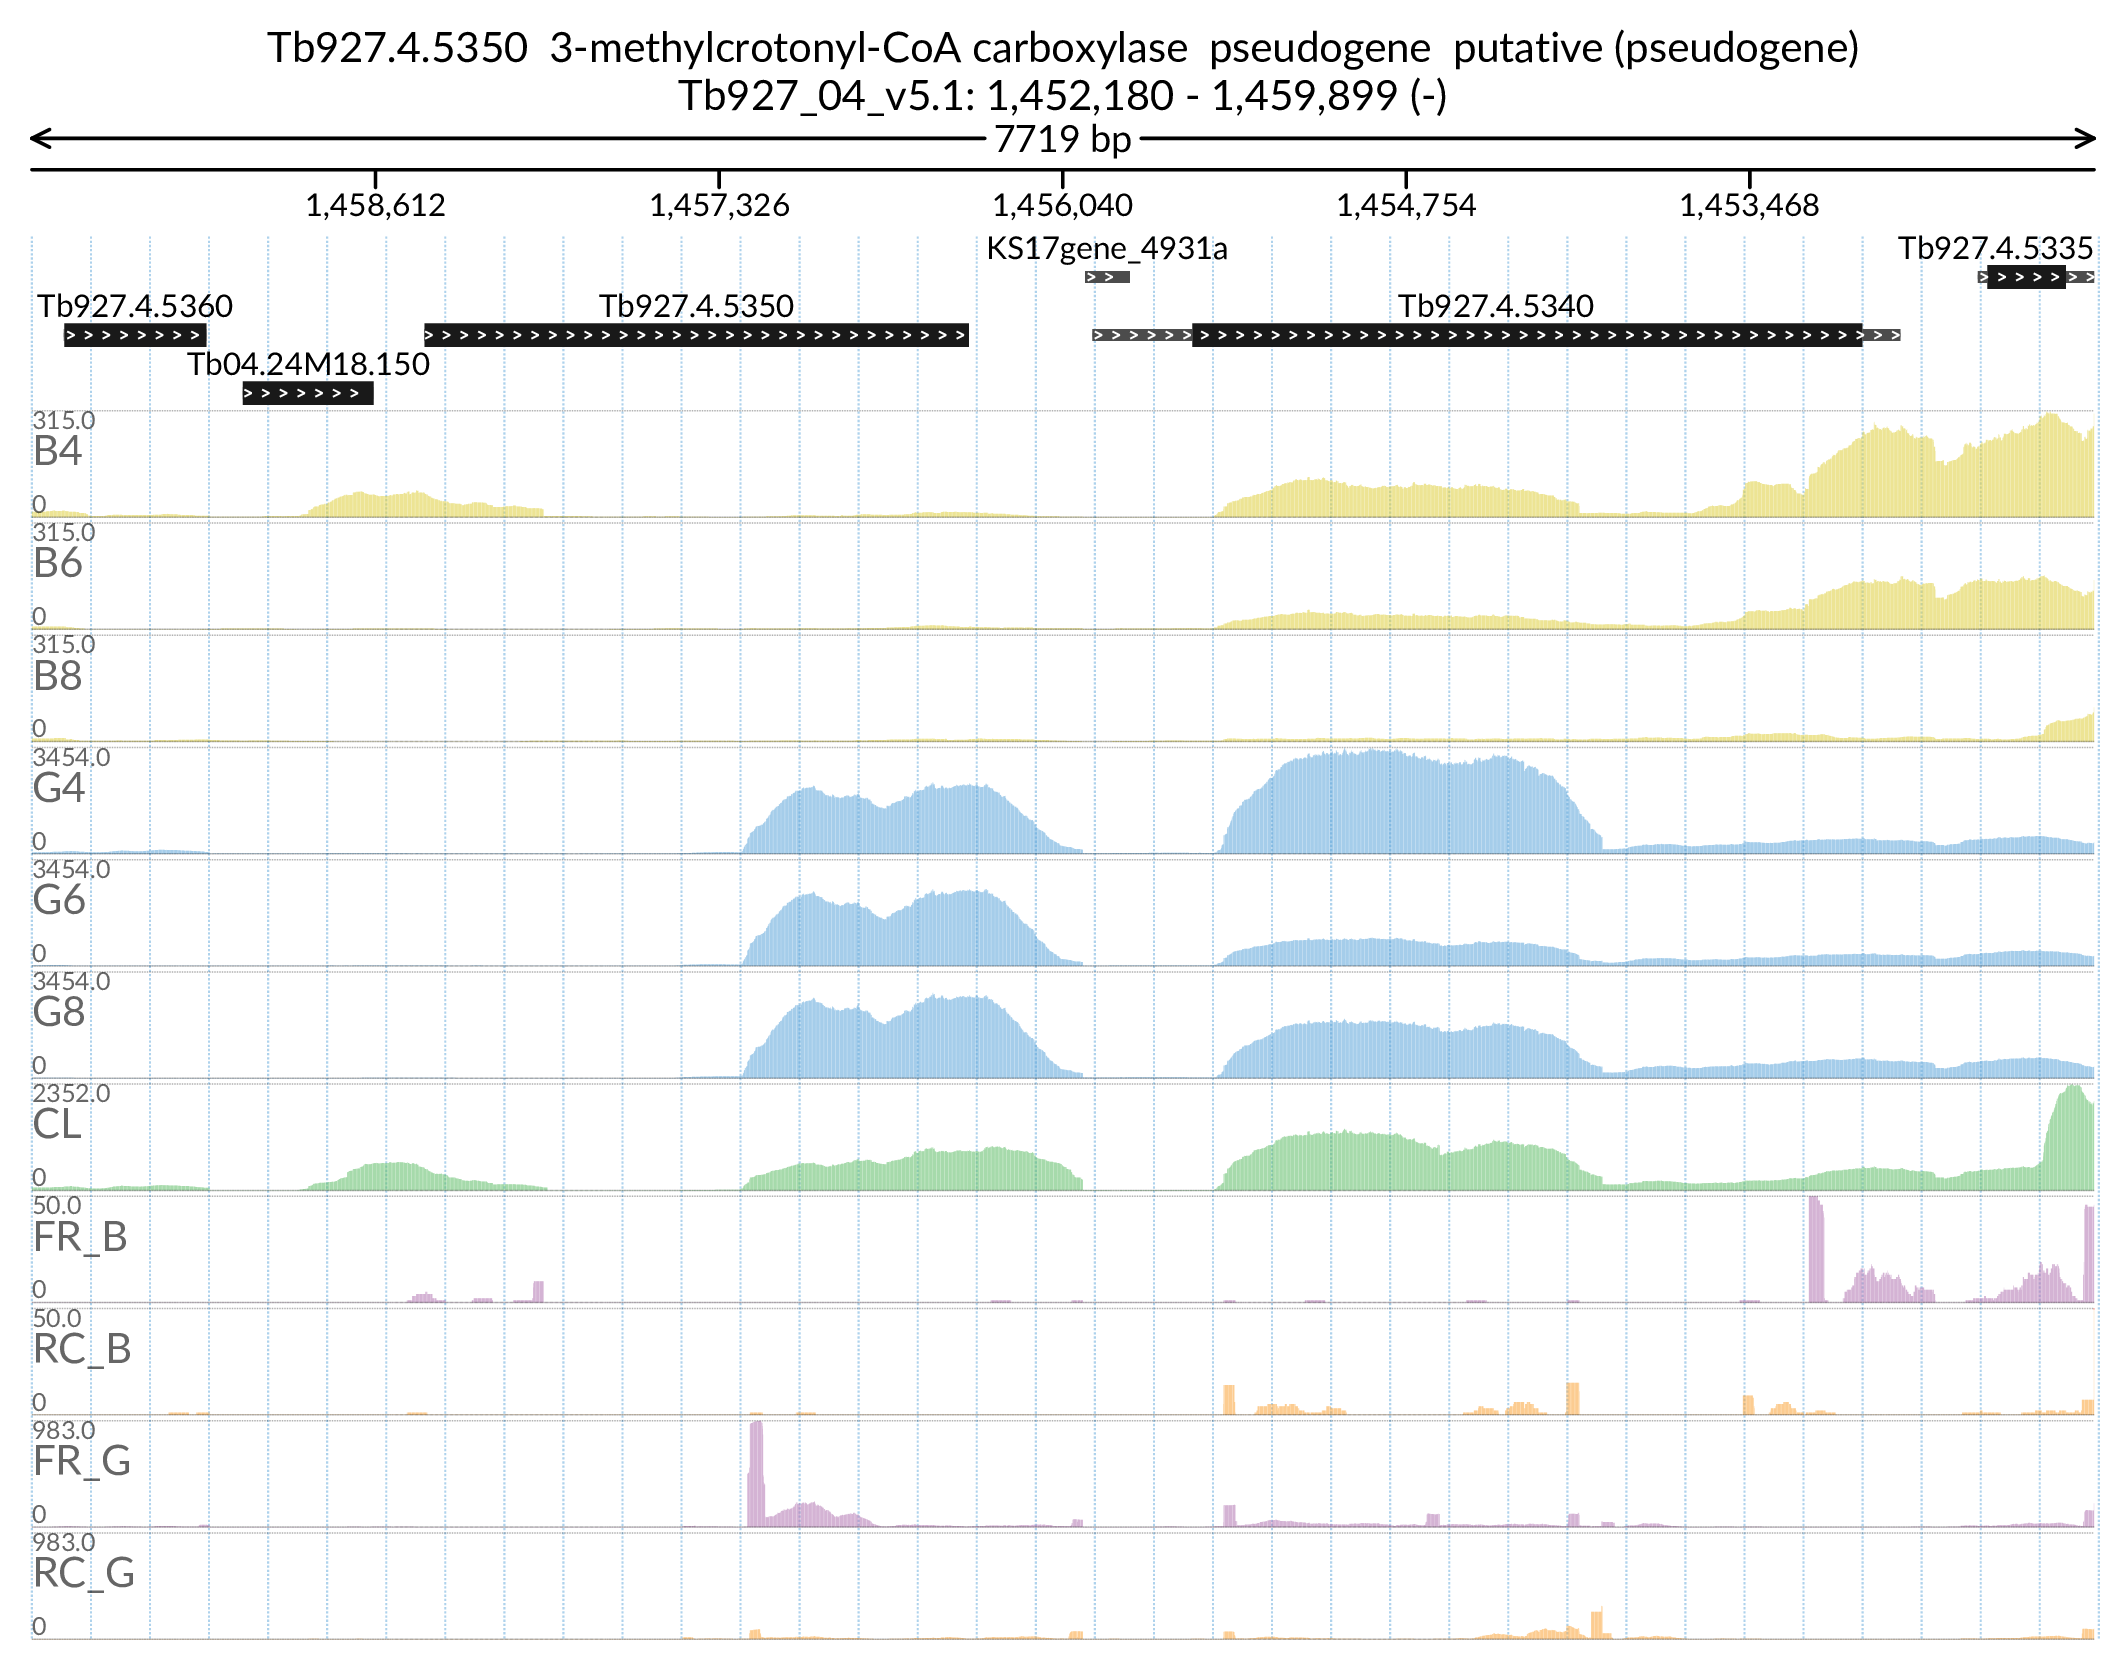 Tb927.4.5350  3-methylcrotonyl-CoA carboxylase  pseudogene  putative (pseudogene)
Tb927_04_v5.1: 1,452,180 - 1,459,899 (-)
7719 bp
1,458,612 1,457,326 1,456,040 1,454,754 1,453,468
KS17gene_4931a Tb927.4.5335
Tb927.4.5360 Tb927.4.5350 Tb927.4.5340
Tb04.24M18.150
315.0
B4
0
315.0
B6
0
315.0
B8
0
3454.0
G4
0
3454.0
G6
0
3454.0
G8
0
2352.0
CL
0
50.0
FR_B
0
50.0
RC_B
0
983.0
FR_G
0
983.0
RC_G
0